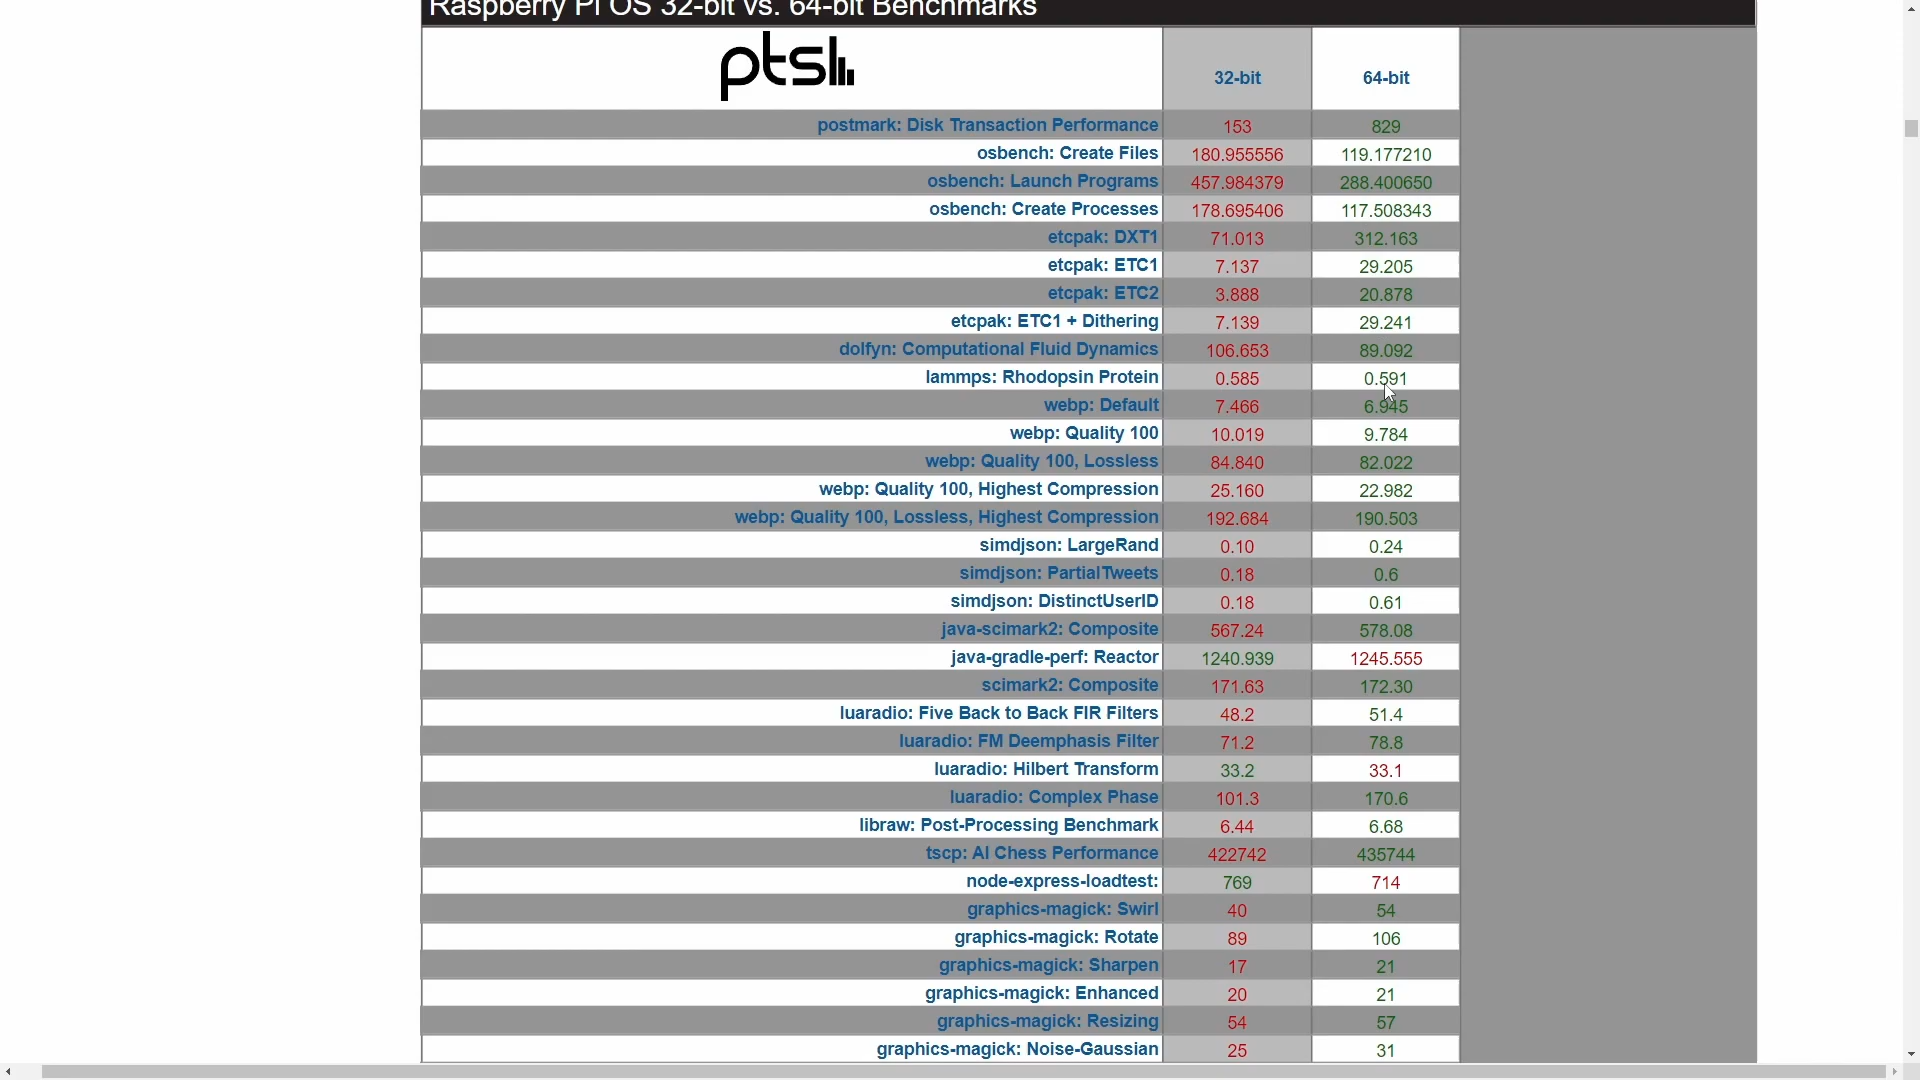 Raspberry Pi OS 32-bit vs. 64-bit Benchmarks
ptsl 32-bit 64-bit
postmark: Disk Transaction Performance 153 829
osbench: Create Files 180.955556 119.177210
osbench: Launch Programs 457.984379 288.400650
osbench: Create Processes 178.695406 117.508343
etcpak: DXT1 71.013 312.163
etcpak: ETC1 7.137 29.205
etcpak: ETC2 3.888 20.878
etcpak: ETC1 + Dithering 7.139 29.241
dolfyn: Computational Fluid Dynamics 106.653 89.092
lammps: Rhodopsin Protein 0.585 0.591
webp: Default 7.466 6.945
webp: Quality 100 10.019 9.784
webp: Quality 100, Lossless 84.840 82.022
webp: Quality 100, Highest Compression 25.160 22.982
webp: Quality 100, Lossless, Highest Compression 192.684 190.503
simdjson: LargeRand 0.10 0.24
simdjson: PartialTweets 0.18 0.6
simdjson: DistinctUserID 0.18 0.61
java-scimark2: Composite 567.24 578.08
java-gradle-perf: Reactor 1240.939 1245.555
scimark2: Composite 171.63 172.30
luaradio: Five Back to Back FIR Filters 48.2 51.4
luaradio: FM Deemphasis Filter 71.2 78.8
luaradio: Hilbert Transform 33.2 33.1
luaradio: Complex Phase 101.3 170.6
libraw: Post-Processing Benchmark 6.44 6.68
tscp: AI Chess Performance 422742 435744
node-express-loadtest: 769 714
graphics-magick: Swirl 40 54
graphics-magick: Rotate 89 106
graphics-magick: Sharpen 17 21
graphics-magick: Enhanced 20 21
graphics-magick: Resizing 54 57
graphics-magick: Noise-Gaussian 25 31